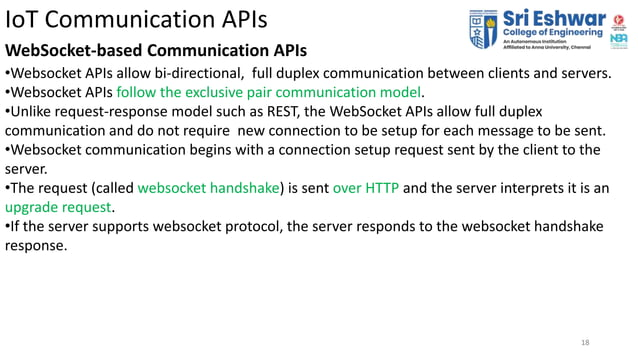 IoT Communication APIs
Sri Eshwar
College of Engineering
An Autonomous Institution
Affiliated to Anna University, Chennai
WebSocket-based Communication APIs
•Websocket APIs allow bi-directional,  full duplex communication between clients and servers.
•Websocket APIs follow the exclusive pair communication model.
•Unlike request-response model such as REST, the WebSocket APIs allow full duplex
communication and do not require  new connection to be setup for each message to be sent.
•Websocket communication begins with a connection setup request sent by the client to the
server.
•The request (called websocket handshake) is sent over HTTP and the server interprets it is an
upgrade request.
•If the server supports websocket protocol, the server responds to the websocket handshake
response.
18